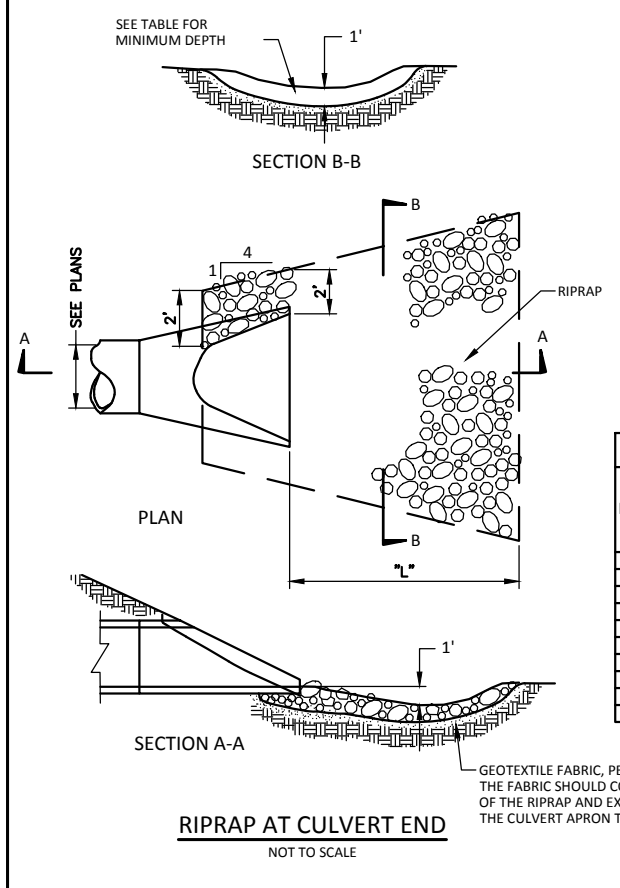 SEE TABLE FOR
MINIMUM DEPTH
1'
SECTION B-B
B
4
1
2'
2'
SEE PLANS
RIPRAP
A
A
PLAN
B
"L"
1'
SECTION A-A
GEOTEXTILE FABRIC,
THE FABRIC SHOULD
OF THE RIPRAP AND
THE CULVERT APRON
RIPRAP AT CULVERT END
NOT TO SCALE